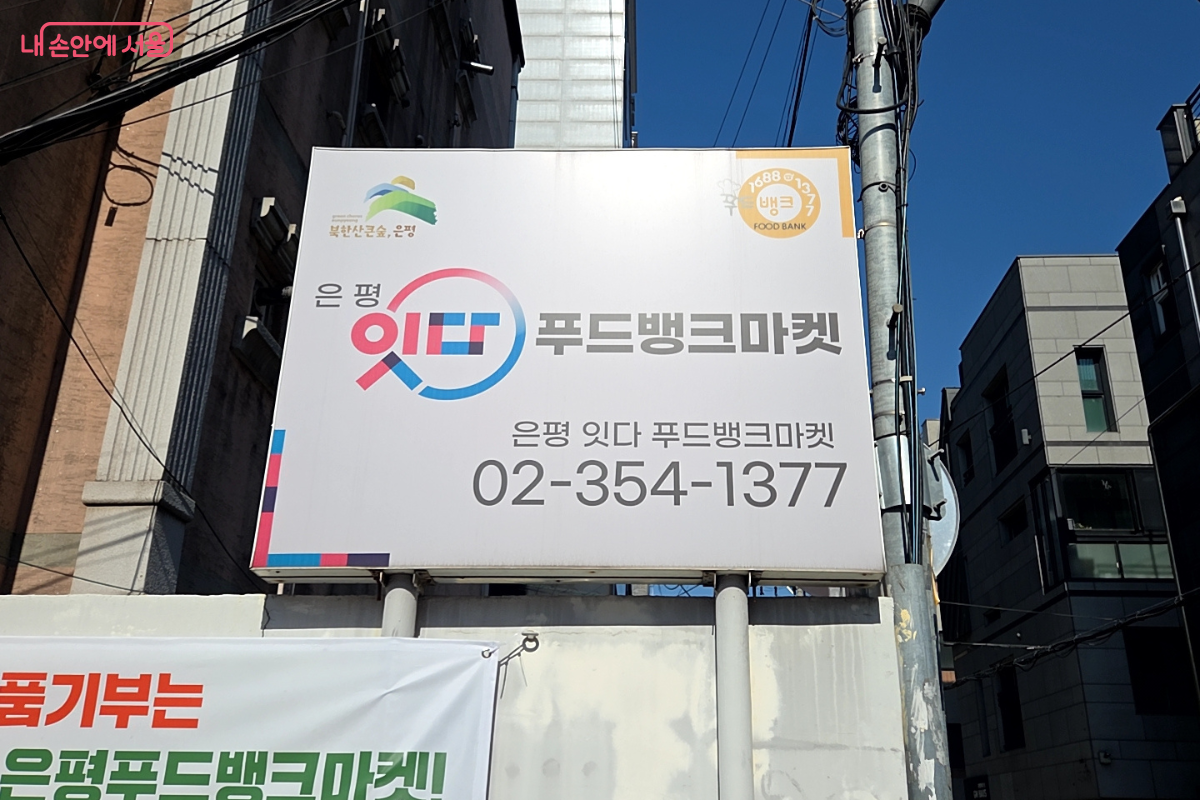 내 손안에 서울
북한산큰숲, 은평
1688 1377
푸드 뱅크
FOOD BANK
은평
잇다 푸드뱅크마켓
은평 잇다 푸드뱅크마켓
02-354-1377
품기부는
은평푸드뱅크마켓!